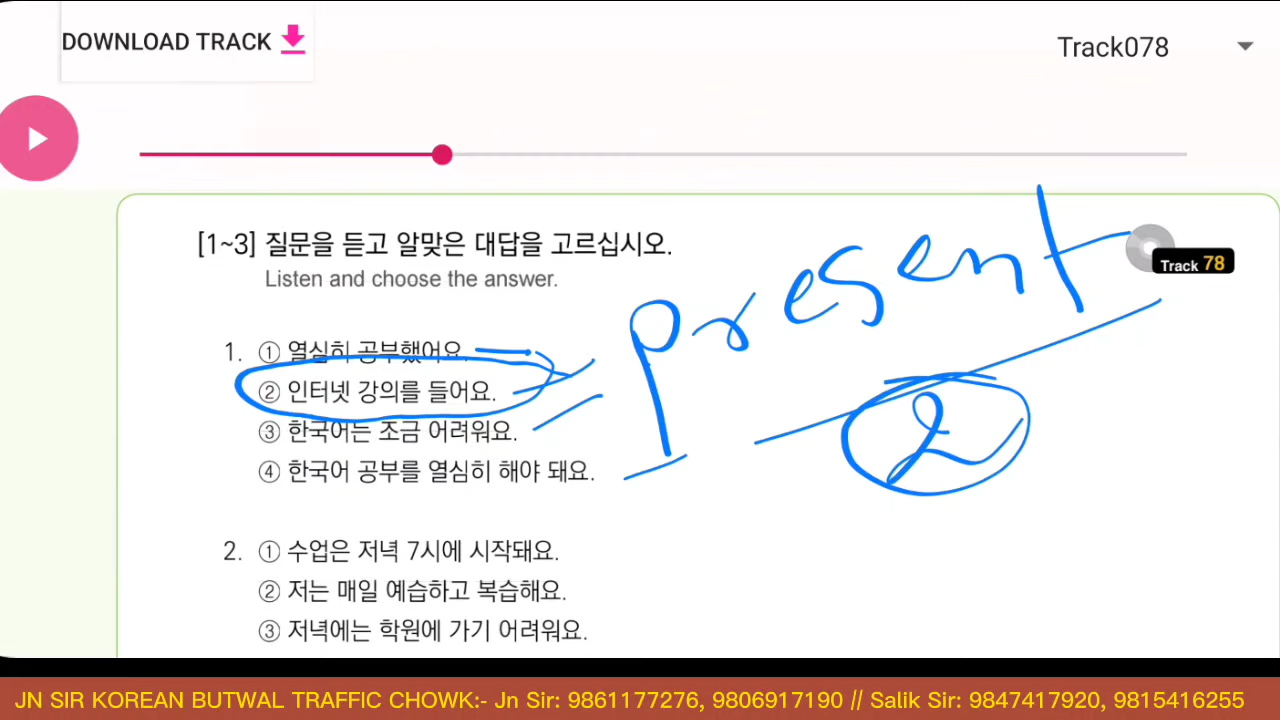 DOWNLOAD TRACK
Track078
[1~3] 질문을 듣고 알맞은 대답을 고르십시오.
Listen and choose the answer.
Track 78
present
2
1. ① 열심히 공부했어요.
② 인터넷 강의를 들어요.
③ 한국어는 조금 어려워요.
④ 한국어 공부를 열심히 해야 돼요.
2. ① 수업은 저녁 7시에 시작돼요.
② 저는 매일 예습하고 복습해요.
③ 저녁에는 학원에 가기 어려워요.
JN SIR KOREAN BUTWAL TRAFFIC CHOWK:- Jn Sir: 9861177276, 9806917190 // Salik Sir: 9847417920, 9815416255